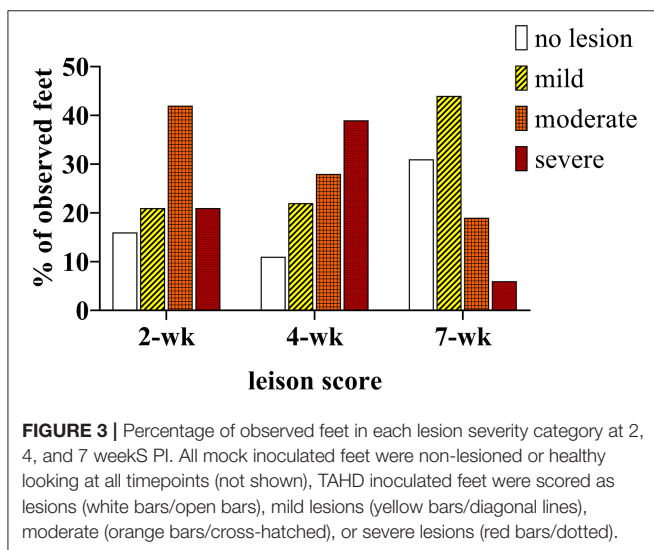 no lesion
mild
moderate
severe
% of observed feet
50
40
30
20
10
0
2-wk 4-wk 7-wk
leison score
FIGURE 3 | Percentage of observed feet in each lesion severity category at 2,
4, and 7 weekS PI. All mock inoculated feet were non-lesioned or healthy
looking at all timepoints (not shown), TAHD inoculated feet were scored as
lesions (white bars/open bars), mild lesions (yellow bars/diagonal lines),
moderate (orange bars/cross-hatched), or severe lesions (red bars/dotted).